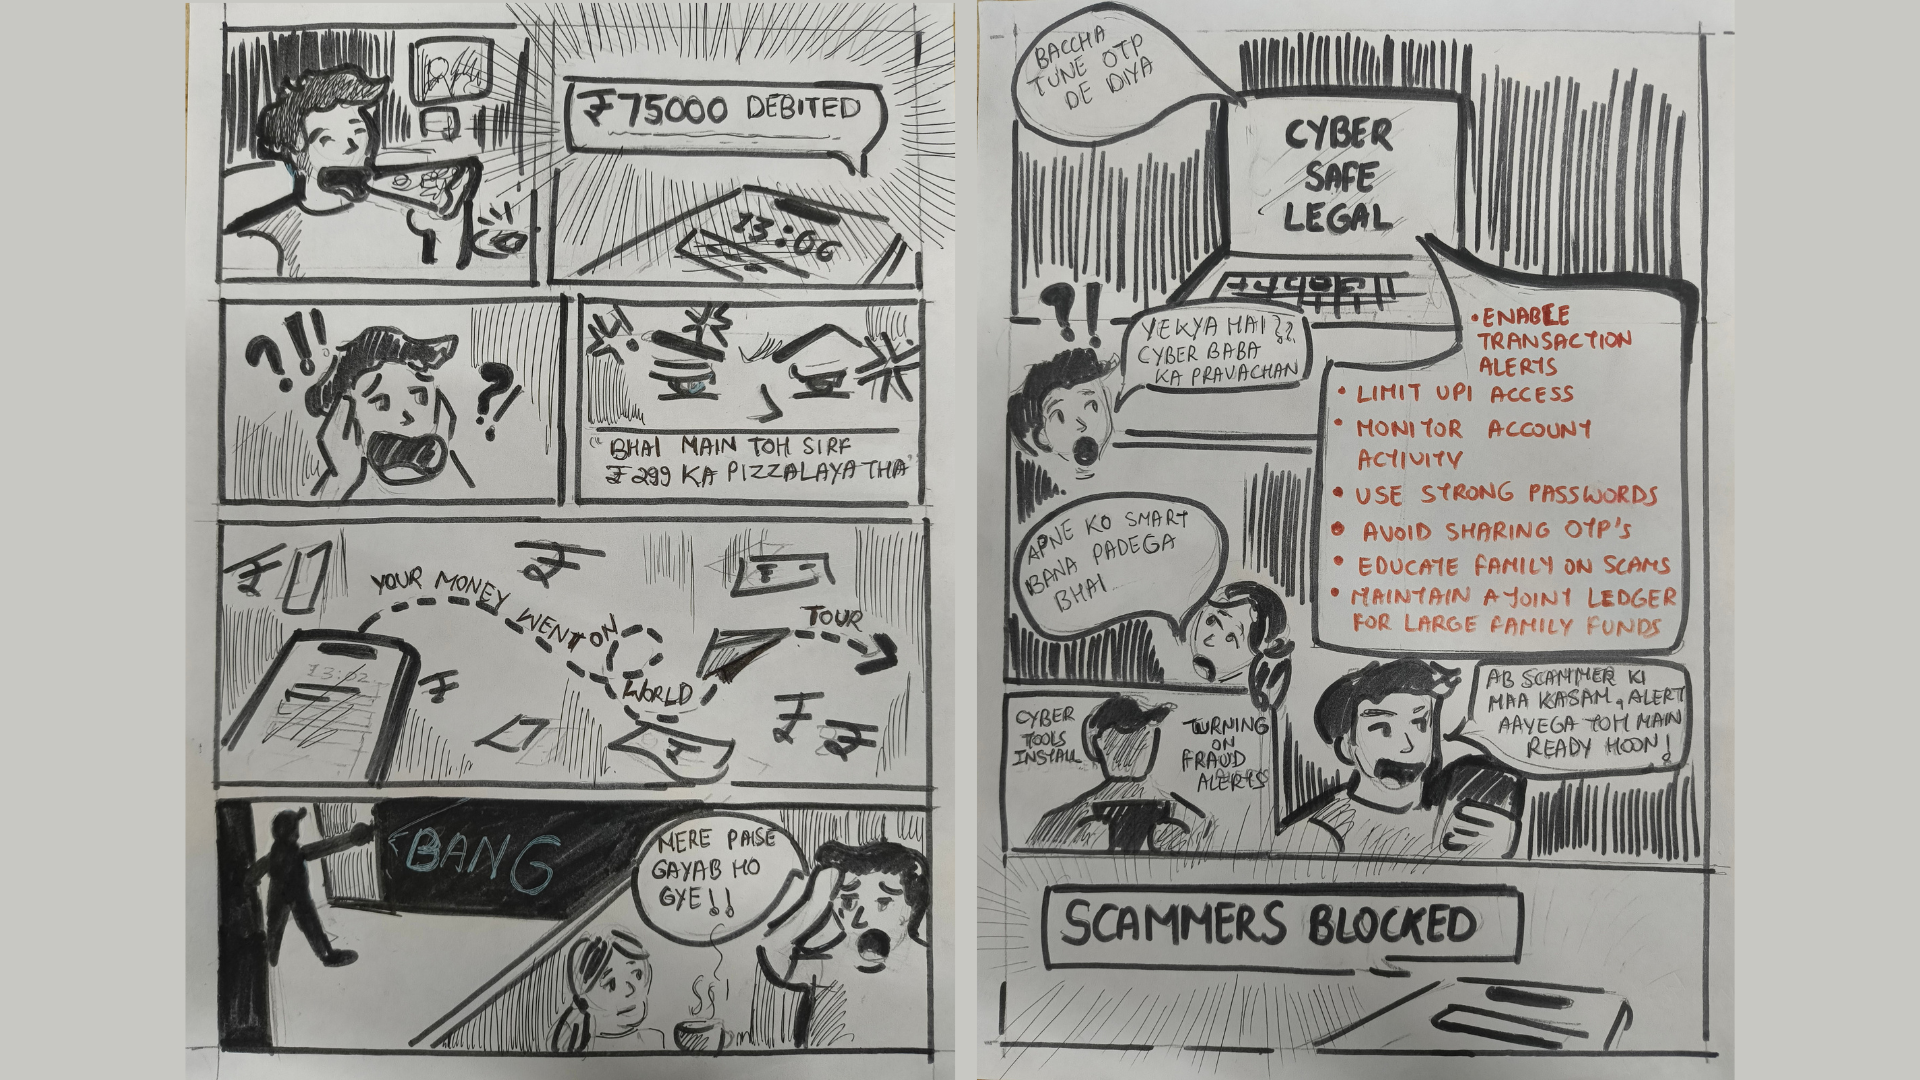 ₹75000 DEBITED
13:06
?!!
?!
"BHAI MAIN TOH SIRF
₹299 KA PIZZA LAYA THA"
₹
₹
₹
YOUR MONEY WENT ON
WORLD
TOUR
13:02
₹
₹
₹
₹
BANG
MERE PAISE
GAYAB HO
GYE!!
BACCHA
TUNE OTP
DE DIYA
CYBER
SAFE
LEGAL
?!
YE KYA HAI ??
CYBER BABA
KA PRAVACHAN
• ENABLE
TRANSACTION
ALERTS
• LIMIT UPI ACCESS
• MONITOR ACCOUNT
ACTIVITY
• USE STRONG PASSWORDS
• AVOID SHARING OTP'S
• EDUCATE FAMILY ON SCAMS
• MAINTAIN A JOINT LEDGER
FOR LARGE FAMILY FUNDS
APNE KO SMART
BANA PADEGA
BHAI
CYBER
TOOLS
INSTALL
TURNING
ON
FRAUD
ALERTS
AB SCAMMER KI
MAA KASAM, ALERT
AAYEGA TOH MAIN
READY HOON!
SCAMMERS BLOCKED